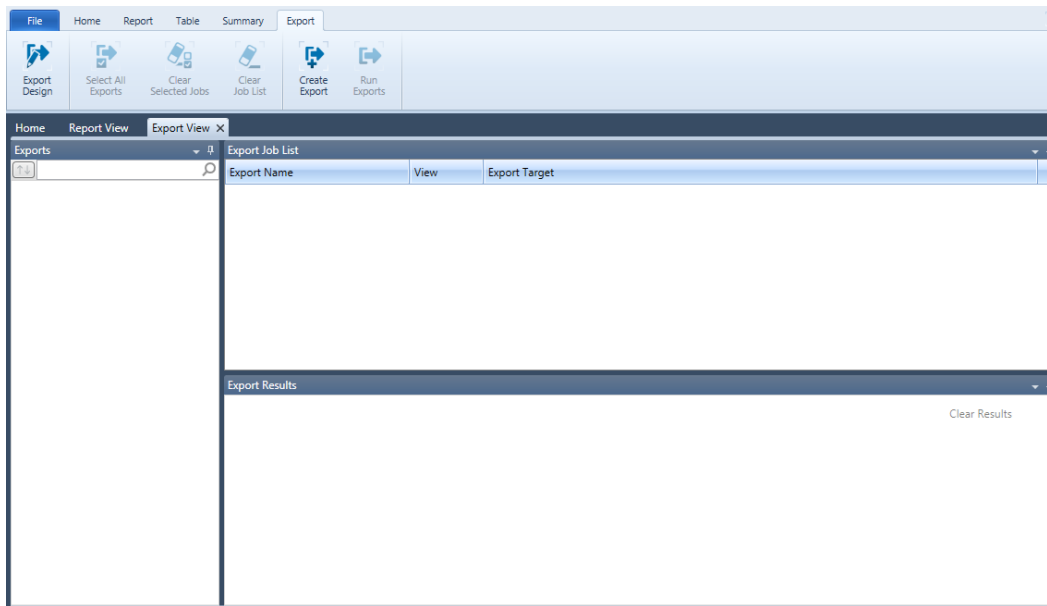 File Home Report Table Summary Export
Export Design
Select All Exports
Clear Selected Jobs
Clear Job List
Create Export
Run Exports
Home Report View Export View
Exports
Export Job List
Export Name View Export Target
Export Results
Clear Results